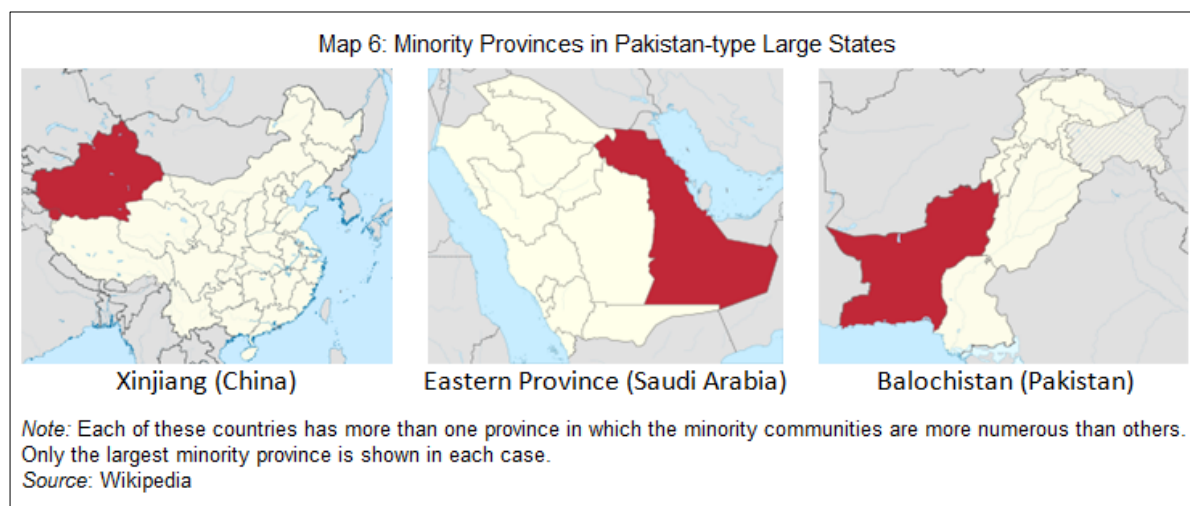 Map 6: Minority Provinces in Pakistan-type Large States
Xinjiang (China)
Eastern Province (Saudi Arabia)
Balochistan (Pakistan)
Note: Each of these countries has more than one province in which the minority communities are more numerous than others.
Only the largest minority province is shown in each case.
Source: Wikipedia